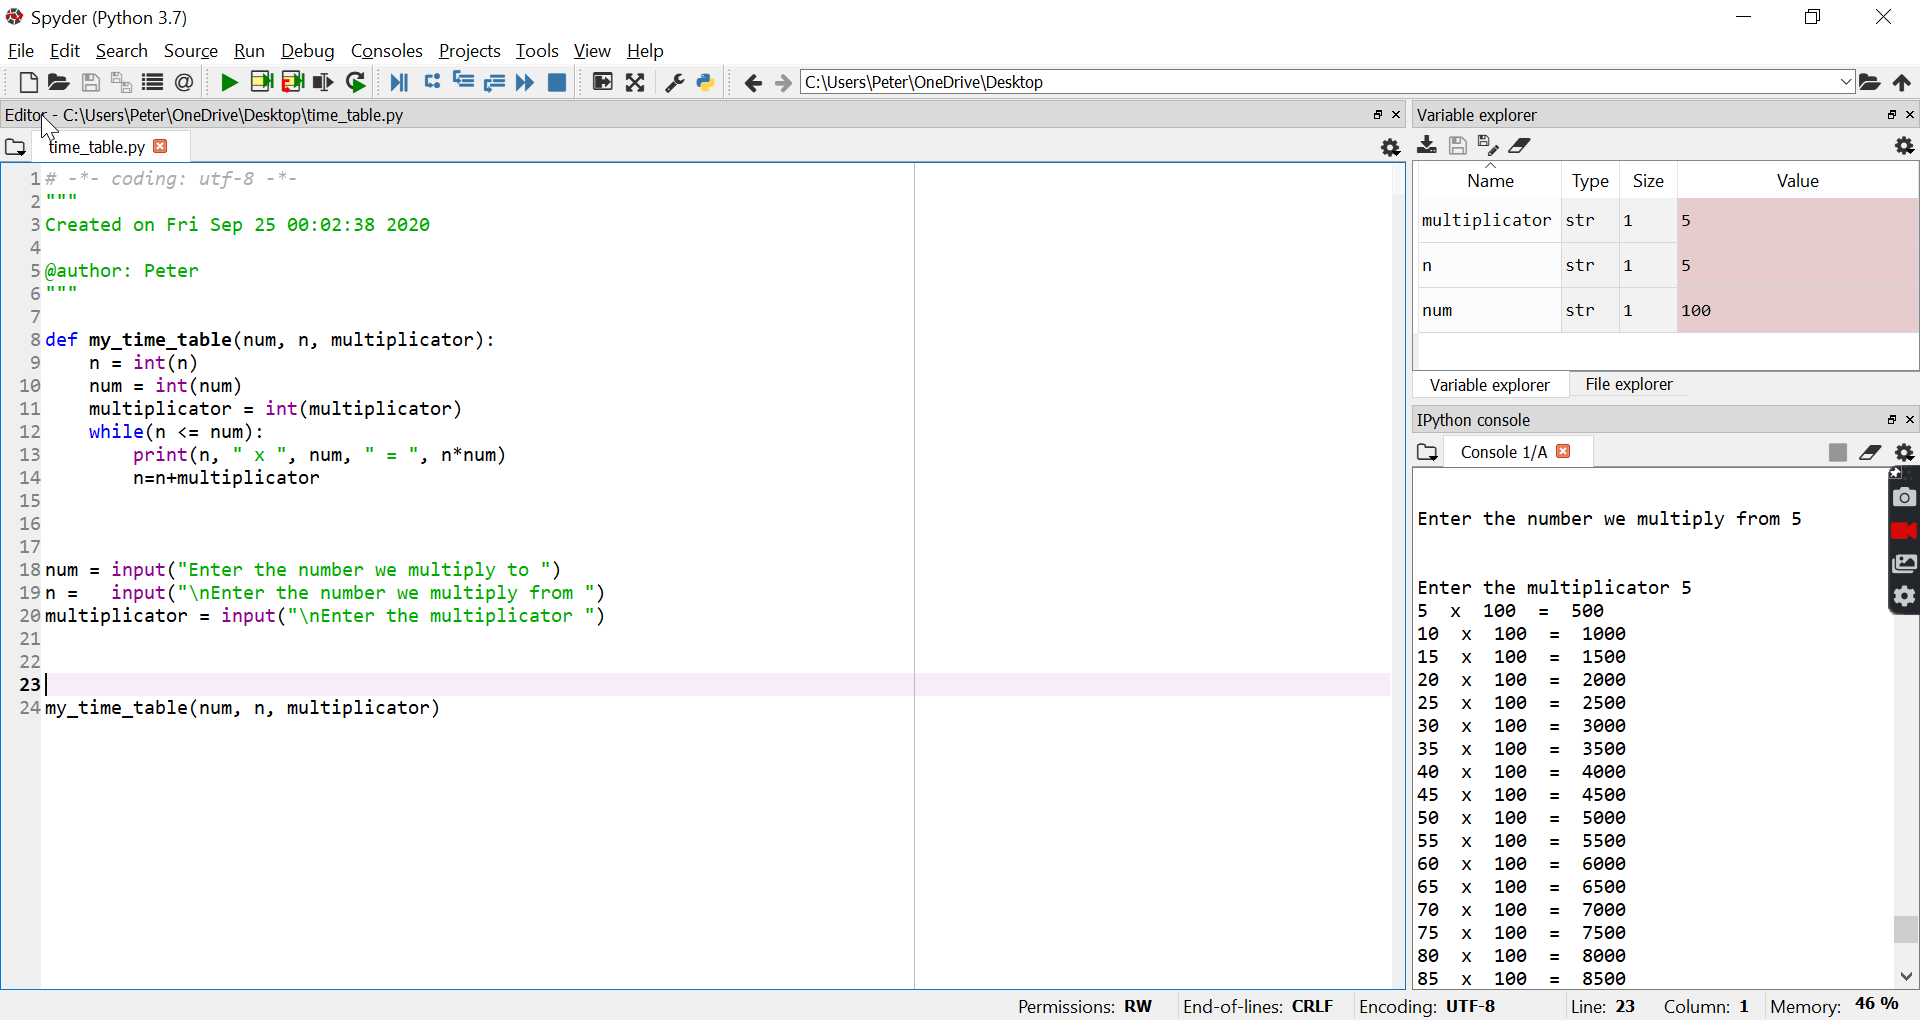 Spyder (Python 3.7)
File Edit Search Source Run Debug Consoles Projects Tools View Help
C:\Users\Peter\OneDrive\Desktop
Editor - C:\Users\Peter\OneDrive\Desktop\time_table.py
time_table.py
1 # -*- coding: utf-8 -*-
2 """
3 Created on Fri Sep 25 00:02:38 2020
4
5 @author: Peter
6 """
7
8 def my_time_table(num, n, multiplicator):
9     n = int(n)
10     num = int(num)
11     multiplicator = int(multiplicator)
12     while(n <= num):
13         print(n, " x ", num, " = ", n*num)
14         n=n+multiplicator
15
16
17
18 num = input("Enter the number we multiply to ")
19 n =   input("\nEnter the number we multiply from ")
20 multiplicator = input("\nEnter the multiplicator ")
21
22
23
24 my_time_table(num, n, multiplicator)
Variable explorer
Name Type Size Value
multiplicator str 1 5
n str 1 5
num str 1 100
Variable explorer File explorer
IPython console
Console 1/A
Enter the number we multiply from 5
Enter the multiplicator 5
5  x  100  =  500
10  x  100  =  1000
15  x  100  =  1500
20  x  100  =  2000
25  x  100  =  2500
30  x  100  =  3000
35  x  100  =  3500
40  x  100  =  4000
45  x  100  =  4500
50  x  100  =  5000
55  x  100  =  5500
60  x  100  =  6000
65  x  100  =  6500
70  x  100  =  7000
75  x  100  =  7500
80  x  100  =  8000
85  x  100  =  8500
Permissions: RW End-of-lines: CRLF Encoding: UTF-8 Line: 23 Column: 1 Memory: 46 %